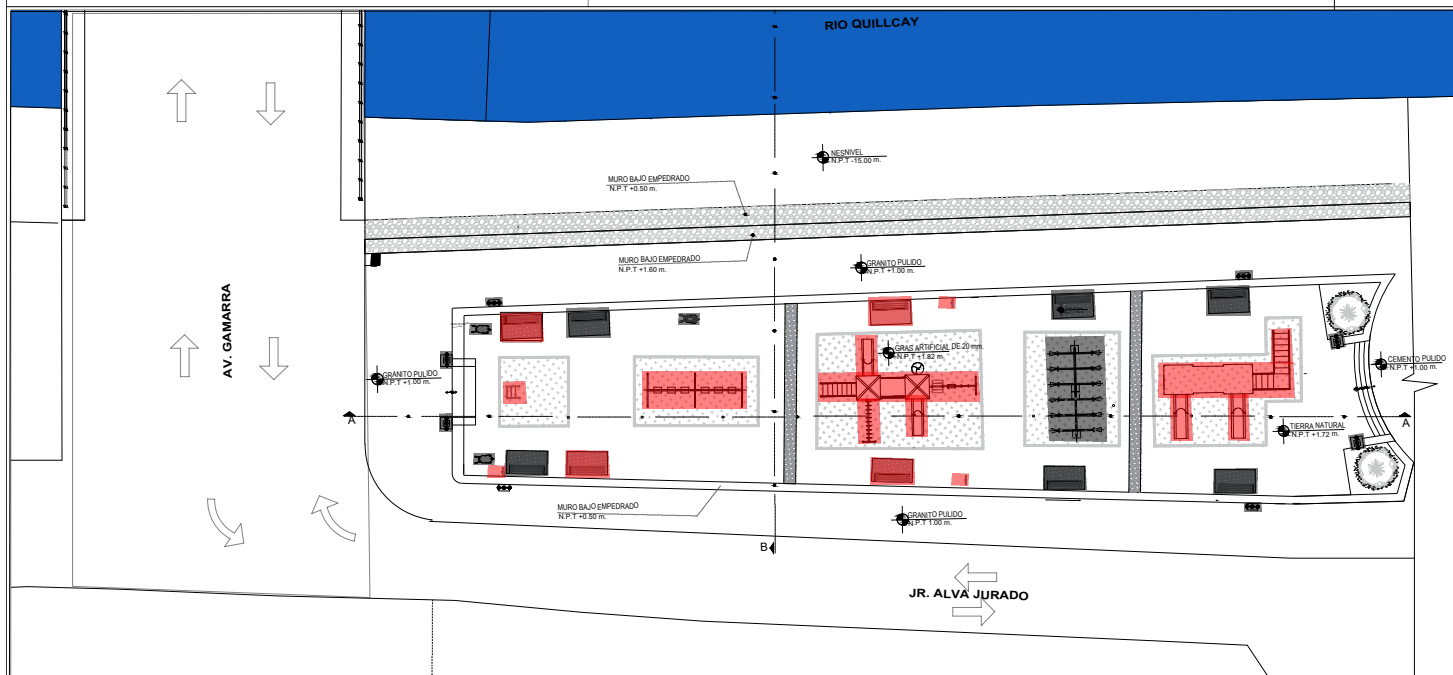 RIO QUILLCAY
NESNIVEL
N.P.T -15.00 m.
MURO BAJO EMPEDRADO
N.P.T +0.50 m.
MURO BAJO EMPEDRADO
N.P.T +1.60 m.
GRANITO PULIDO
N.P.T +1.00 m.
AV. GAMARRA
GRAS ARTIFICIAL DE 20 mm.
N.P.T +1.82 m.
GRANITO PULIDO
N.P.T +1.00 m.
CEMENTO PULIDO
N.P.T +1.00 m.
A
A
TIERRA NATURAL
N.P.T +1.72 m.
MURO BAJO EMPEDRADO
N.P.T +0.50 m.
GRANITO PULIDO
N.P.T 1.00 m.
B
JR. ALVA JURADO